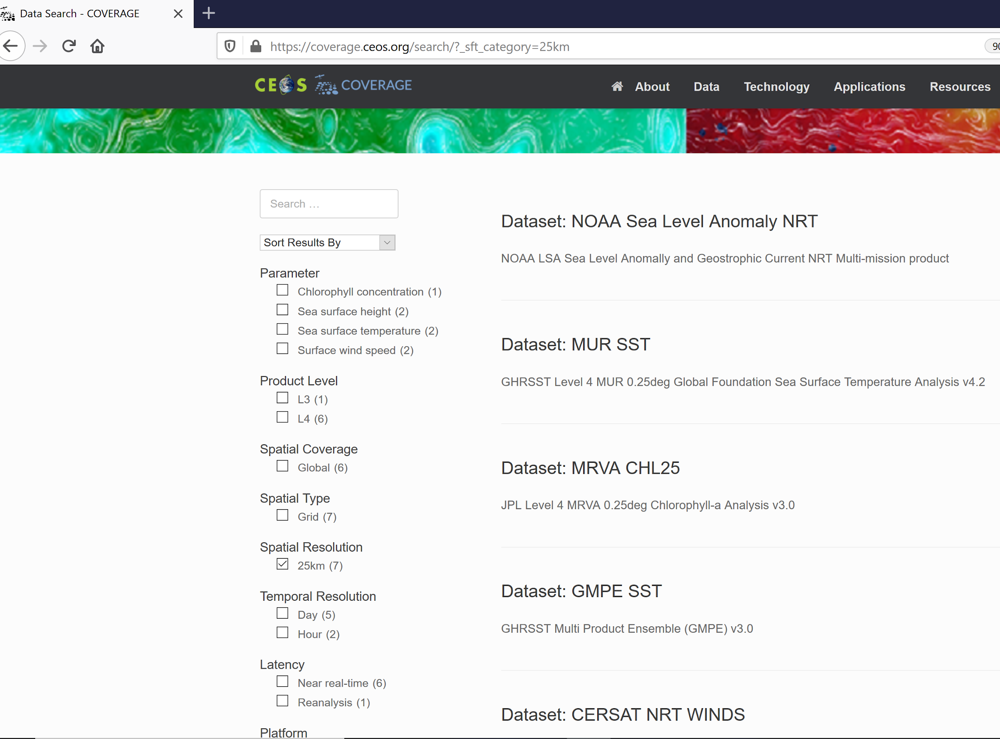 Data Search - COVERAGE
https://coverage.ceos.org/search/?_sft_category=25km
90
CEOS COVERAGE
About Data Technology Applications Resources
Search …
Sort Results By
Parameter
Chlorophyll concentration (1)
Sea surface height (2)
Sea surface temperature (2)
Surface wind speed (2)
Product Level
L3 (1)
L4 (6)
Spatial Coverage
Global (6)
Spatial Type
Grid (7)
Spatial Resolution
25km (7)
Temporal Resolution
Day (5)
Hour (2)
Latency
Near real-time (6)
Reanalysis (1)
Platform
Dataset: NOAA Sea Level Anomaly NRT
NOAA LSA Sea Level Anomally and Geostrophic Current NRT Multi-mission product
Dataset: MUR SST
GHRSST Level 4 MUR 0.25deg Global Foundation Sea Surface Temperature Analysis v4.2
Dataset: MRVA CHL25
JPL Level 4 MRVA 0.25deg Chlorophyll-a Analysis v3.0
Dataset: GMPE SST
GHRSST Multi Product Ensemble (GMPE) v3.0
Dataset: CERSAT NRT WINDS